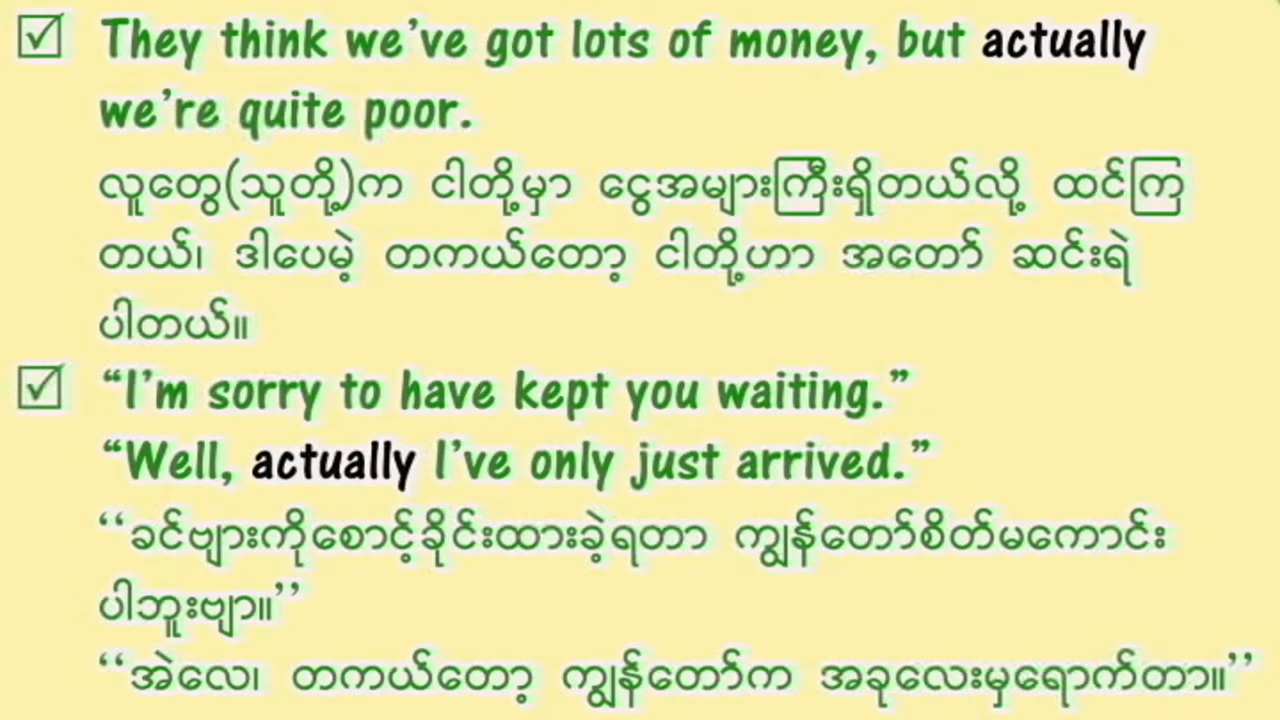 ☑ They think we’ve got lots of money, but actually
we’re quite poor.
လူတွေ(သူတို့)က ငါတို့မှာ ငွေအများကြီးရှိတယ်လို့ ထင်ကြ
တယ်၊ ဒါပေမဲ့ တကယ်တော့ ငါတို့ဟာ အတော် ဆင်းရဲ
ပါတယ်။
☑ “I’m sorry to have kept you waiting.”
“Well, actually I’ve only just arrived.”
‘‘ခင်ဗျားကိုစောင့်ခိုင်းထားခဲ့ရတာ ကျွန်တော်စိတ်မကောင်း
ပါဘူးဗျာ။’’
‘‘အဲလေ၊ တကယ်တော့ ကျွန်တော်က အခုလေးမှရောက်တာ။’’